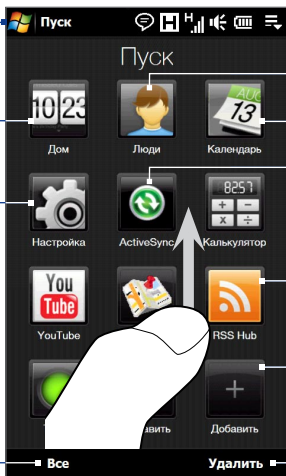 Пуск
H H
Пуск
10 23
AUG
13
Дом Люди Календарь
8257
+ −
× ÷
Настройка ActiveSync Калькулятор
You
Tube
YouTube RSS Hub
+
Добавить
Все Удалить